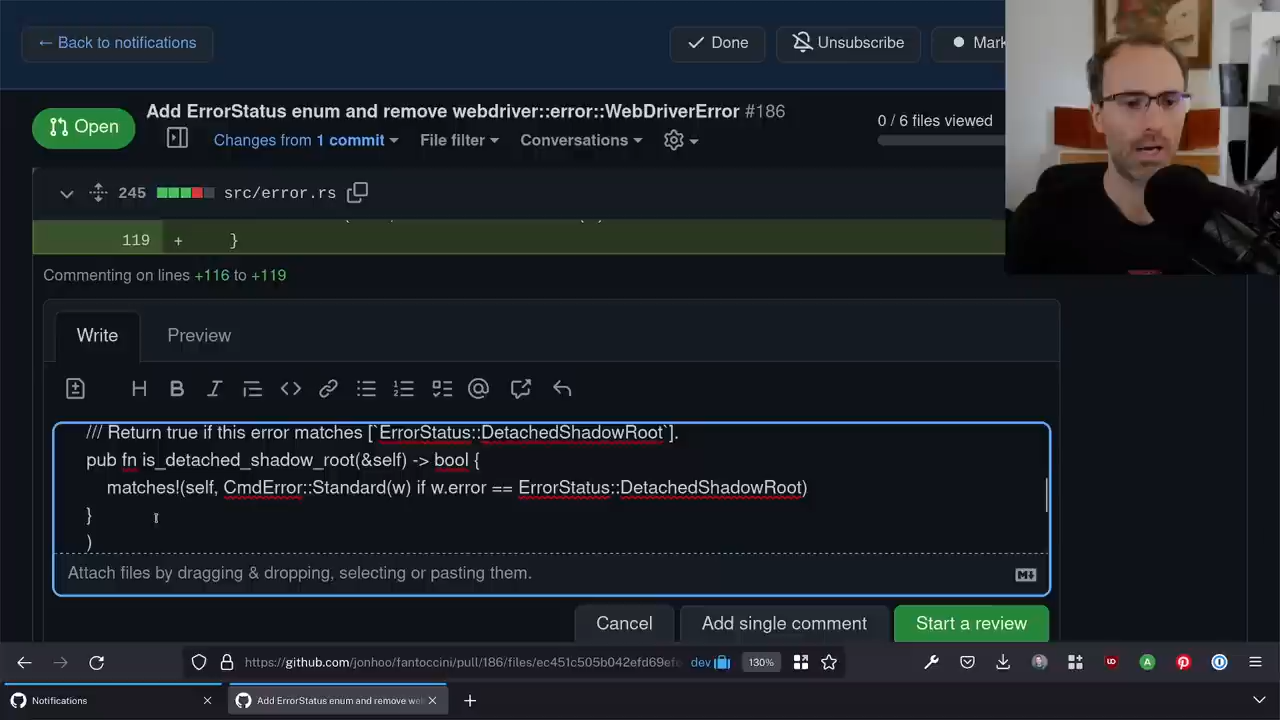 ← Back to notifications
Done
Unsubscribe
Mark
Open
Add ErrorStatus enum and remove webdriver::error::WebDriverError #186
Changes from 1 commit
File filter
Conversations
0 / 6 files viewed
245 src/error.rs
119 + }
Commenting on lines +116 to +119
Write
Preview
/// Return true if this error matches [`ErrorStatus::DetachedShadowRoot`].
pub fn is_detached_shadow_root(&self) -> bool {
matches!(self, CmdError::Standard(w) if w.error == ErrorStatus::DetachedShadowRoot)
}
)
Attach files by dragging & dropping, selecting or pasting them.
Cancel
Add single comment
Start a review
https://github.com/jonhoo/fantoccini/pull/186/files/ec451c505b042efd69efe
dev
130%
Notifications
Add ErrorStatus enum and remove we